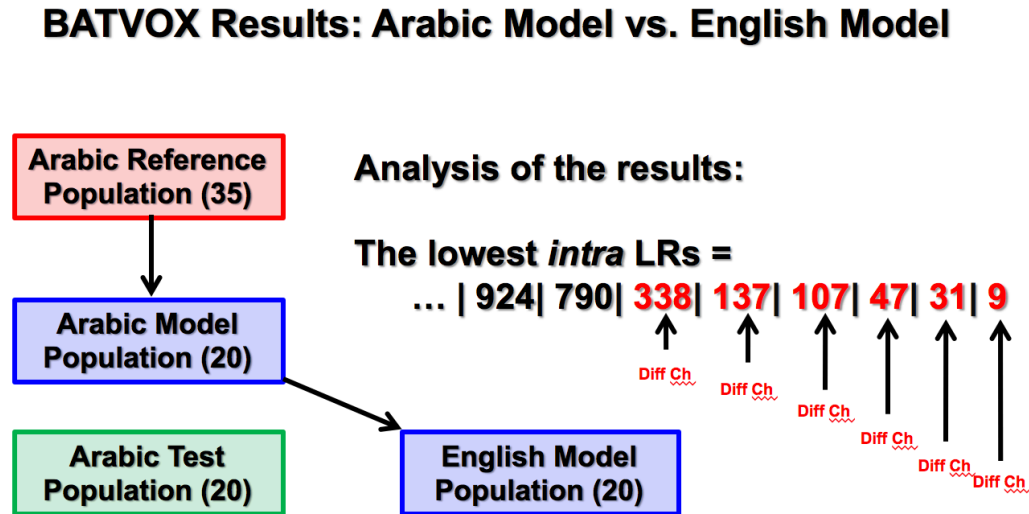 BATVOX Results: Arabic Model vs. English Model
Arabic Reference
Population (35)
Analysis of the results:
The lowest intra LRs =
… | 924| 790| 338| 137| 107| 47| 31| 9
Arabic Model
Population (20)
Diff Ch
Diff Ch
Diff Ch
Diff Ch
Diff Ch
Diff Ch
Arabic Test
Population (20)
English Model
Population (20)